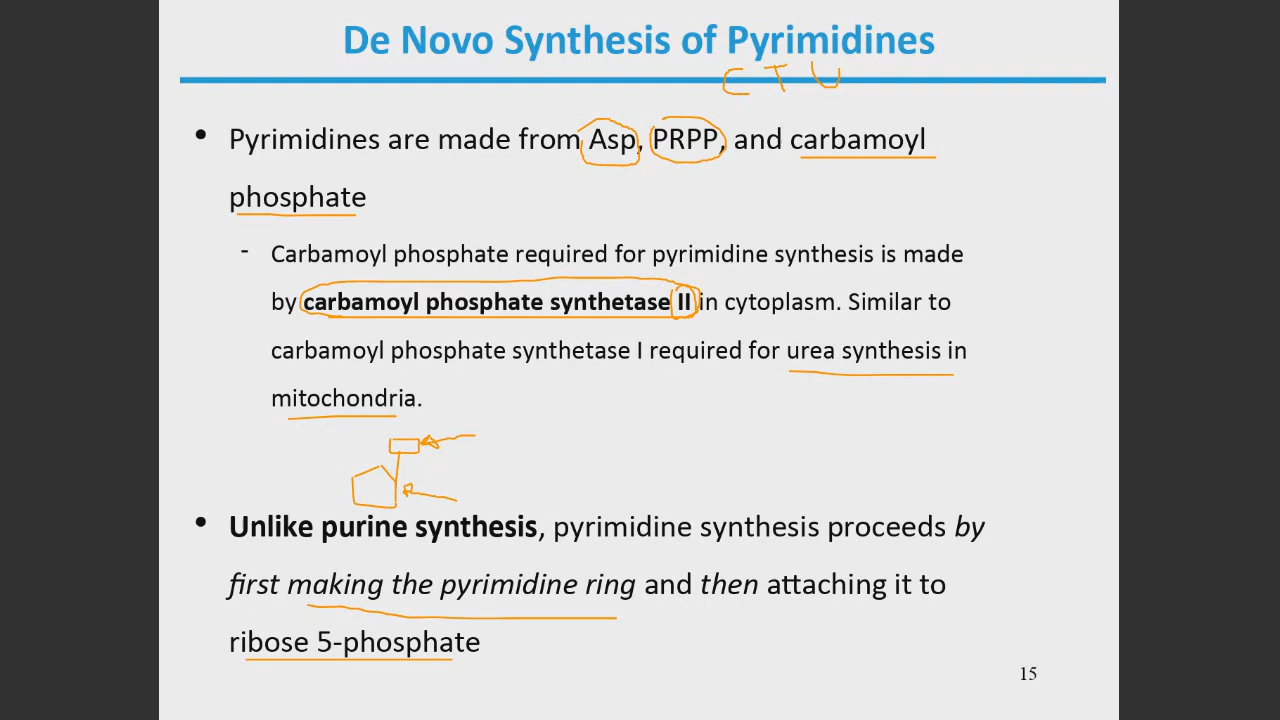 De Novo Synthesis of Pyrimidines
C T U
• Pyrimidines are made from Asp, PRPP, and carbamoyl
phosphate
- Carbamoyl phosphate required for pyrimidine synthesis is made
by carbamoyl phosphate synthetase II in cytoplasm. Similar to
carbamoyl phosphate synthetase I required for urea synthesis in
mitochondria.
• Unlike purine synthesis, pyrimidine synthesis proceeds by
first making the pyrimidine ring and then attaching it to
ribose 5-phosphate
15